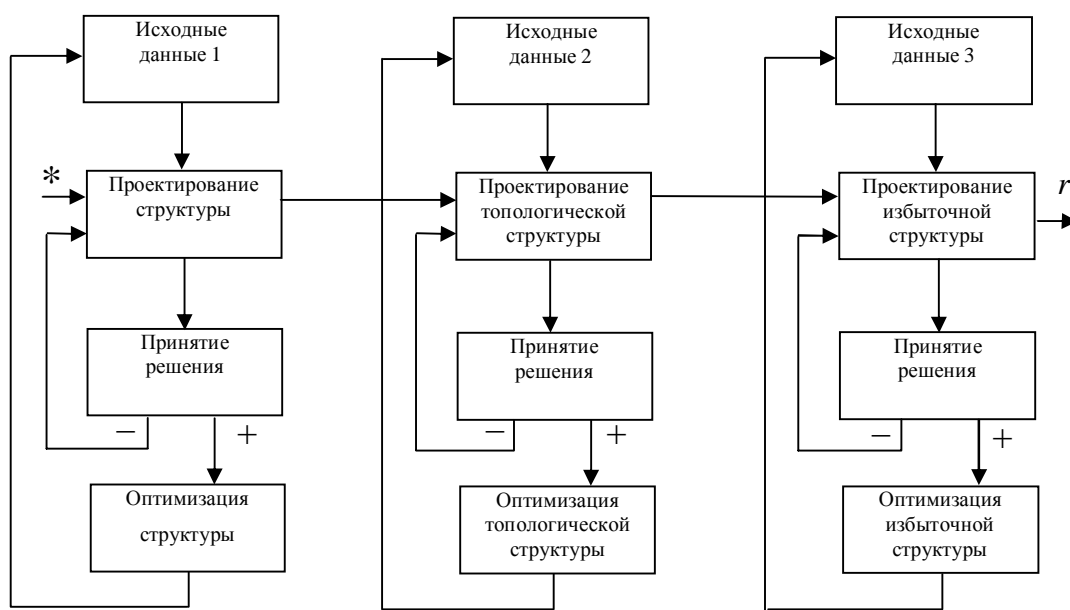 Исходные
данные 1
Исходные
данные 2
Исходные
данные 3
*
Проектирование
структуры
Проектирование
топологической
структуры
Проектирование
избыточной
структуры
r
Принятие
решения
Принятие
решения
Принятие
решения
− +
− +
− +
Оптимизация
структуры
Оптимизация
топологической
структуры
Оптимизация
избыточной
структуры